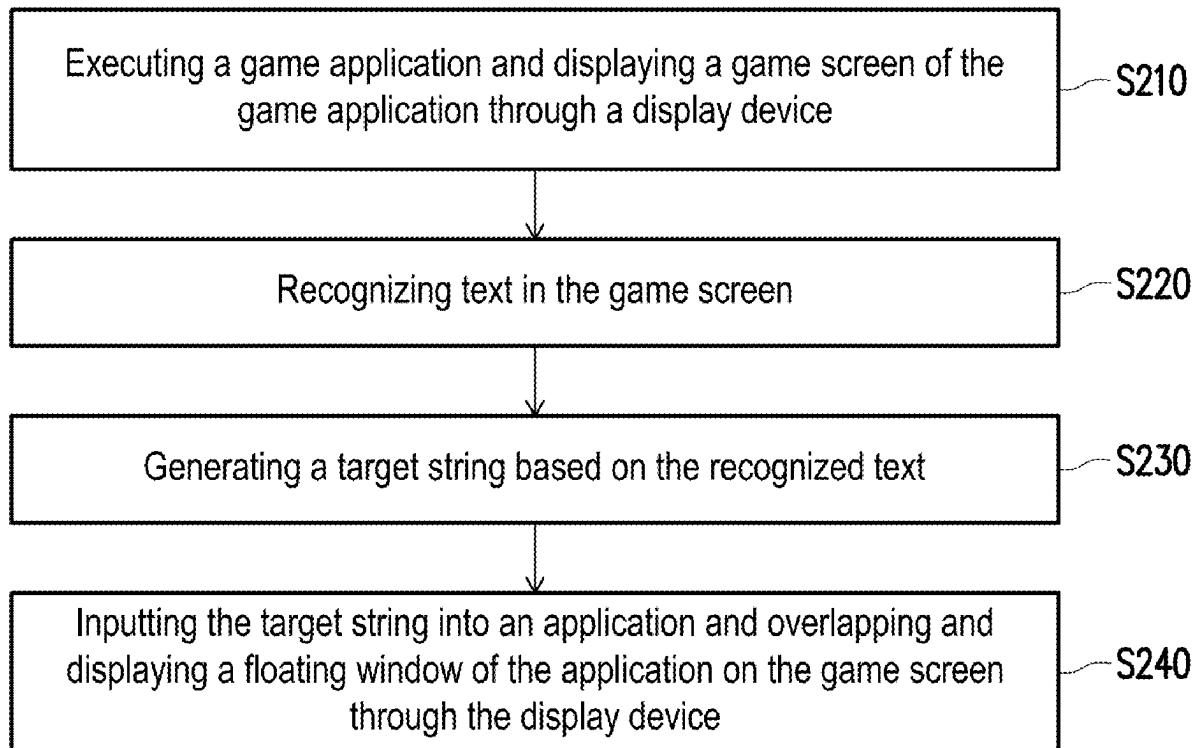 Executing a game application and displaying a game screen of the
game application through a display device
S210
Recognizing text in the game screen
S220
Generating a target string based on the recognized text
S230
Inputting the target string into an application and overlapping and
displaying a floating window of the application on the game screen
through the display device
S240